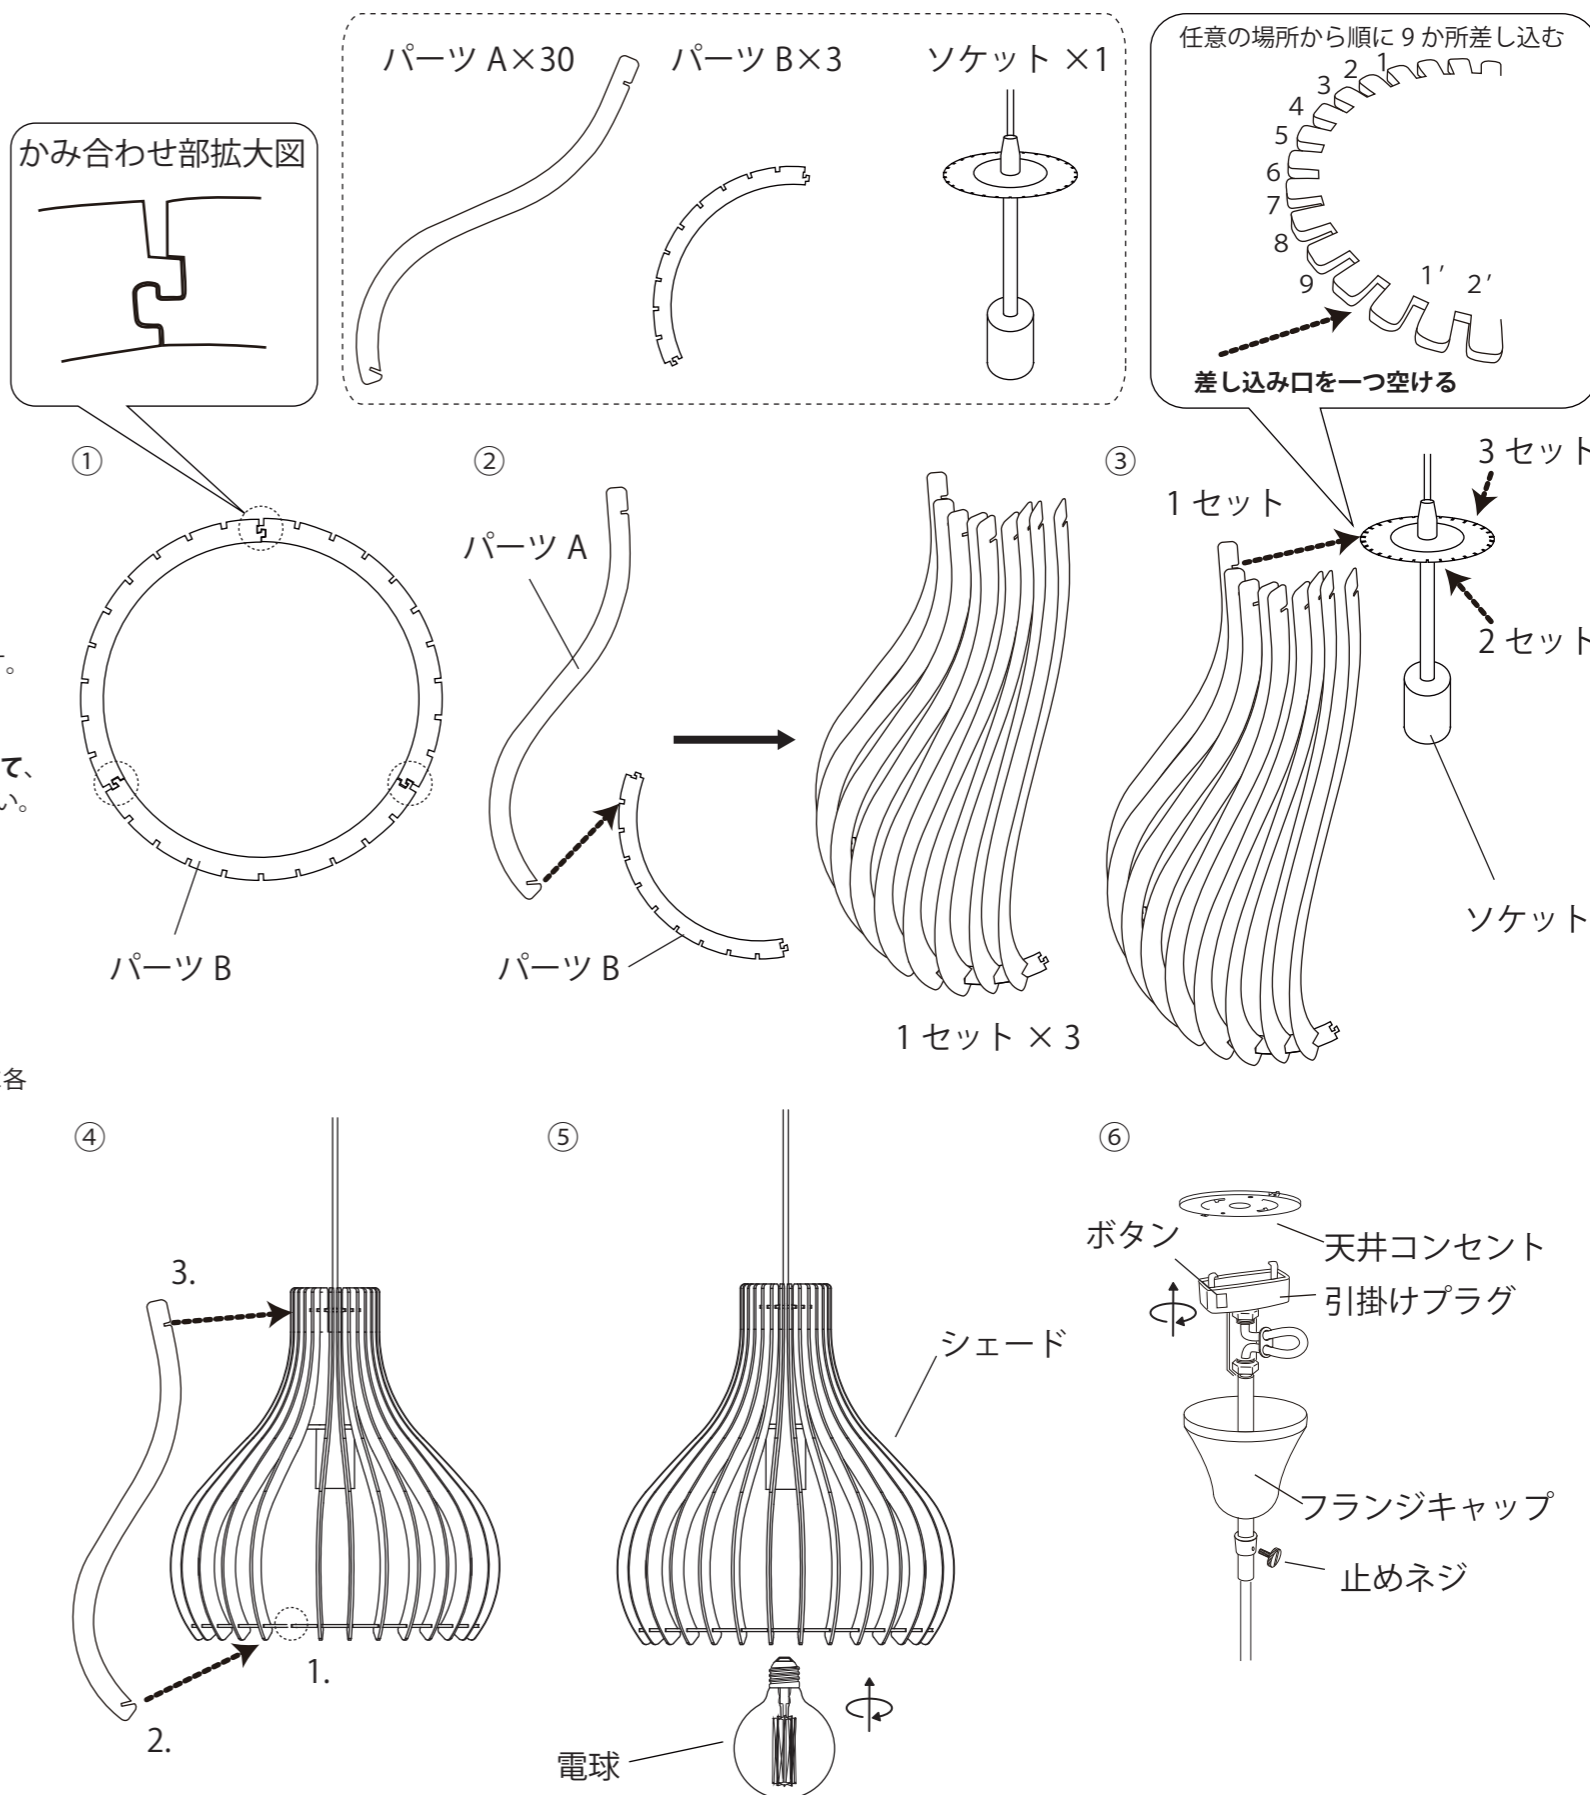 パーツ A×30
パーツ B×3
ソケット ×1
任意の場所から順に 9 か所差し込む
1
2
3
4
5
6
7
8
9
1′
2′
差し込み口を一つ空ける
かみ合わせ部拡大図
①
パーツ B
。
て、
い。
各
②
パーツ A
パーツ B
1 セット × 3
③
1 セット
3 セット
2 セット
ソケット
④
3.
1.
2.
⑤
シェード
電球
⑥
ボタン
天井コンセント
引掛けプラグ
フランジキャップ
止めネジ